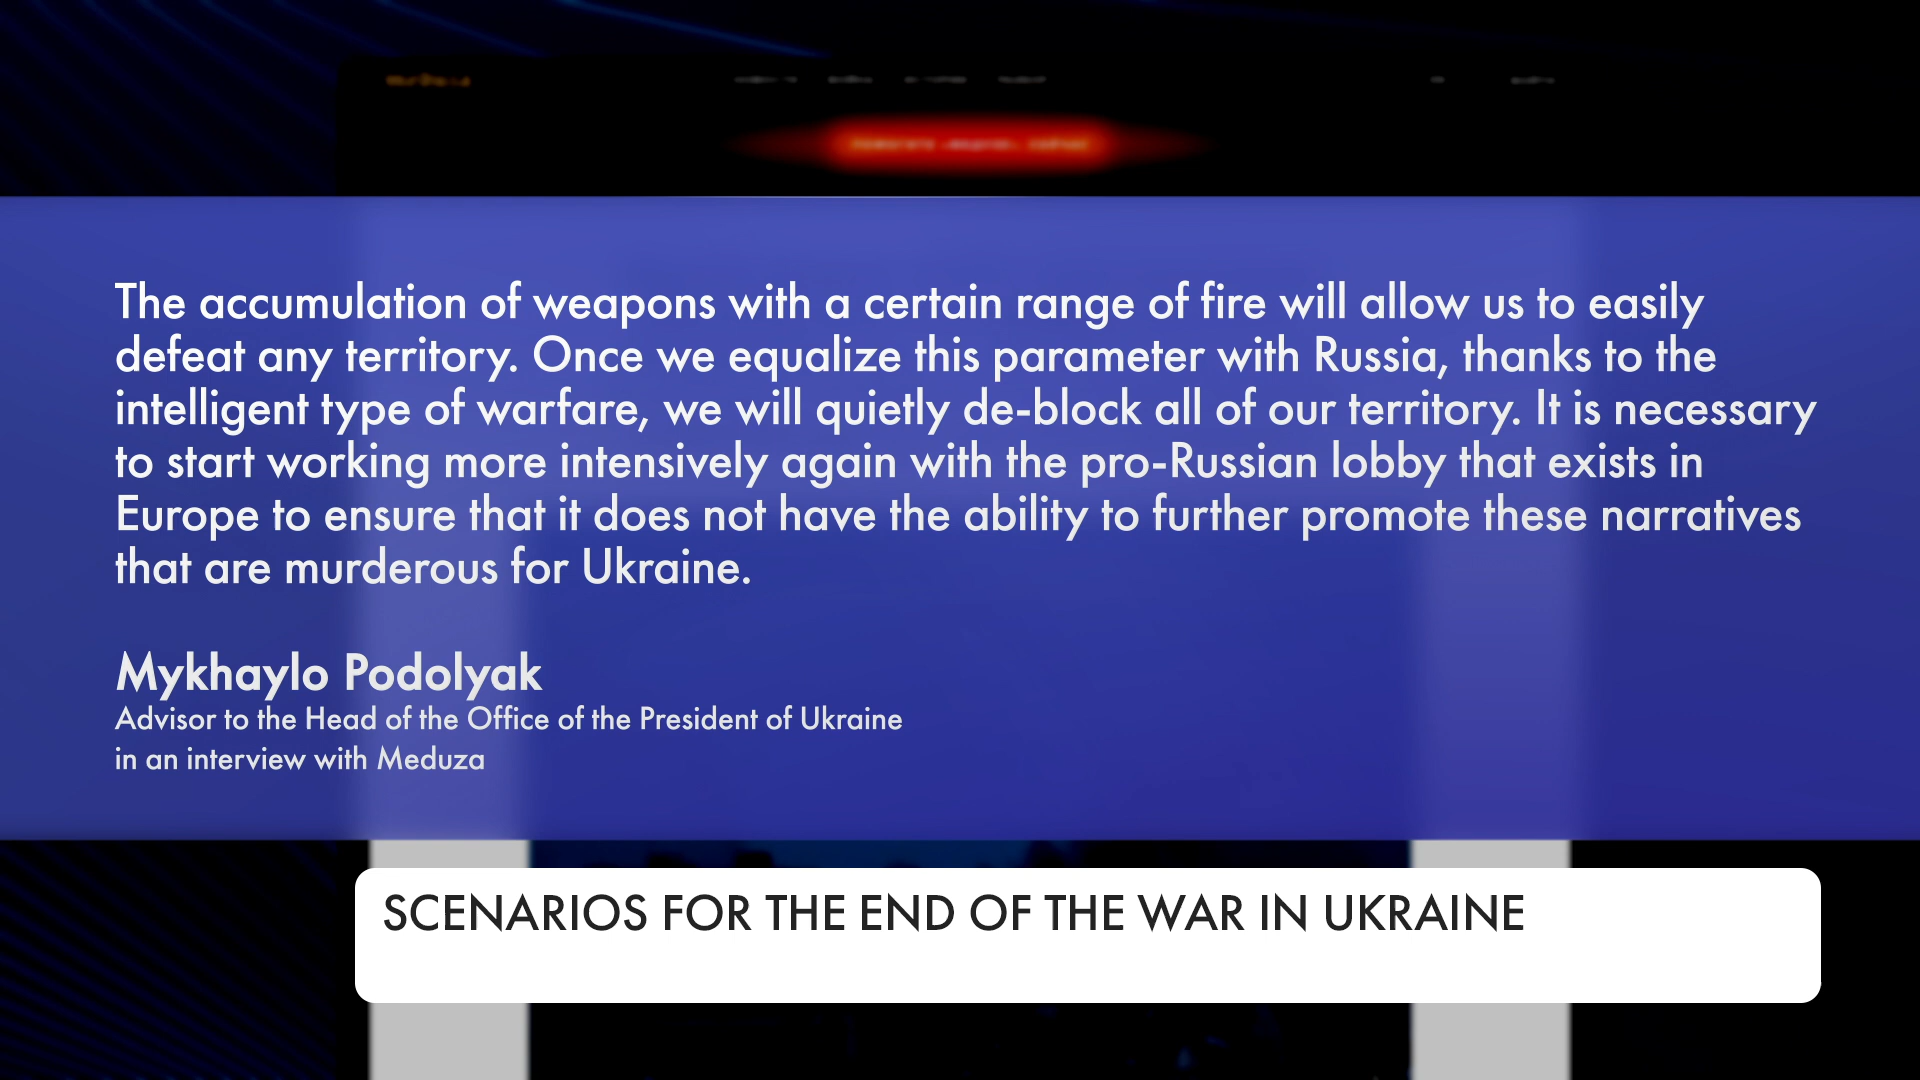 The accumulation of weapons with a certain range of fire will allow us to easily
defeat any territory. Once we equalize this parameter with Russia, thanks to the
intelligent type of warfare, we will quietly de-block all of our territory. It is necessary
to start working more intensively again with the pro-Russian lobby that exists in
Europe to ensure that it does not have the ability to further promote these narratives
that are murderous for Ukraine.
Mykhaylo Podolyak
Advisor to the Head of the Office of the President of Ukraine
in an interview with Meduza
SCENARIOS FOR THE END OF THE WAR IN UKRAINE